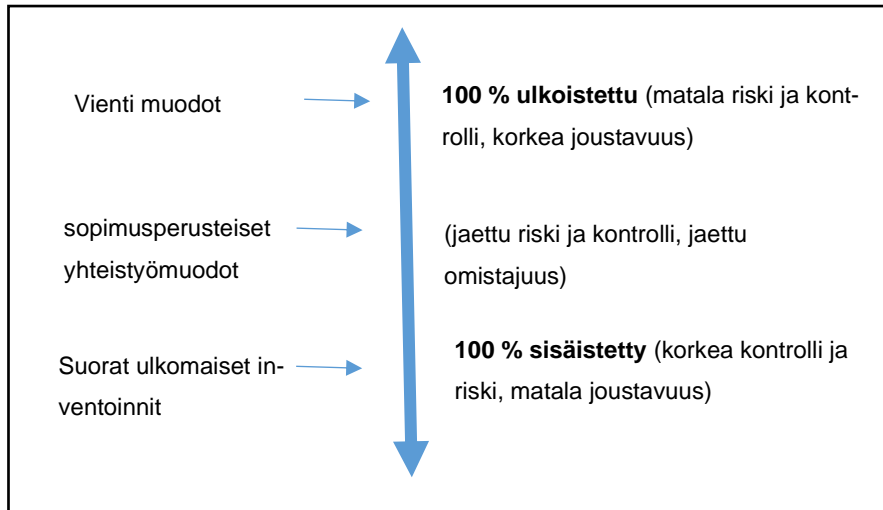 Vienti muodot
100 % ulkoistettu (matala riski ja kont-
rolli, korkea joustavuus)
sopimusperusteiset
yhteistyömuodot
(jaettu riski ja kontrolli, jaettu
omistajuus)
Suorat ulkomaiset in-
ventoinnit
100 % sisäistetty (korkea kontrolli ja
riski, matala joustavuus)